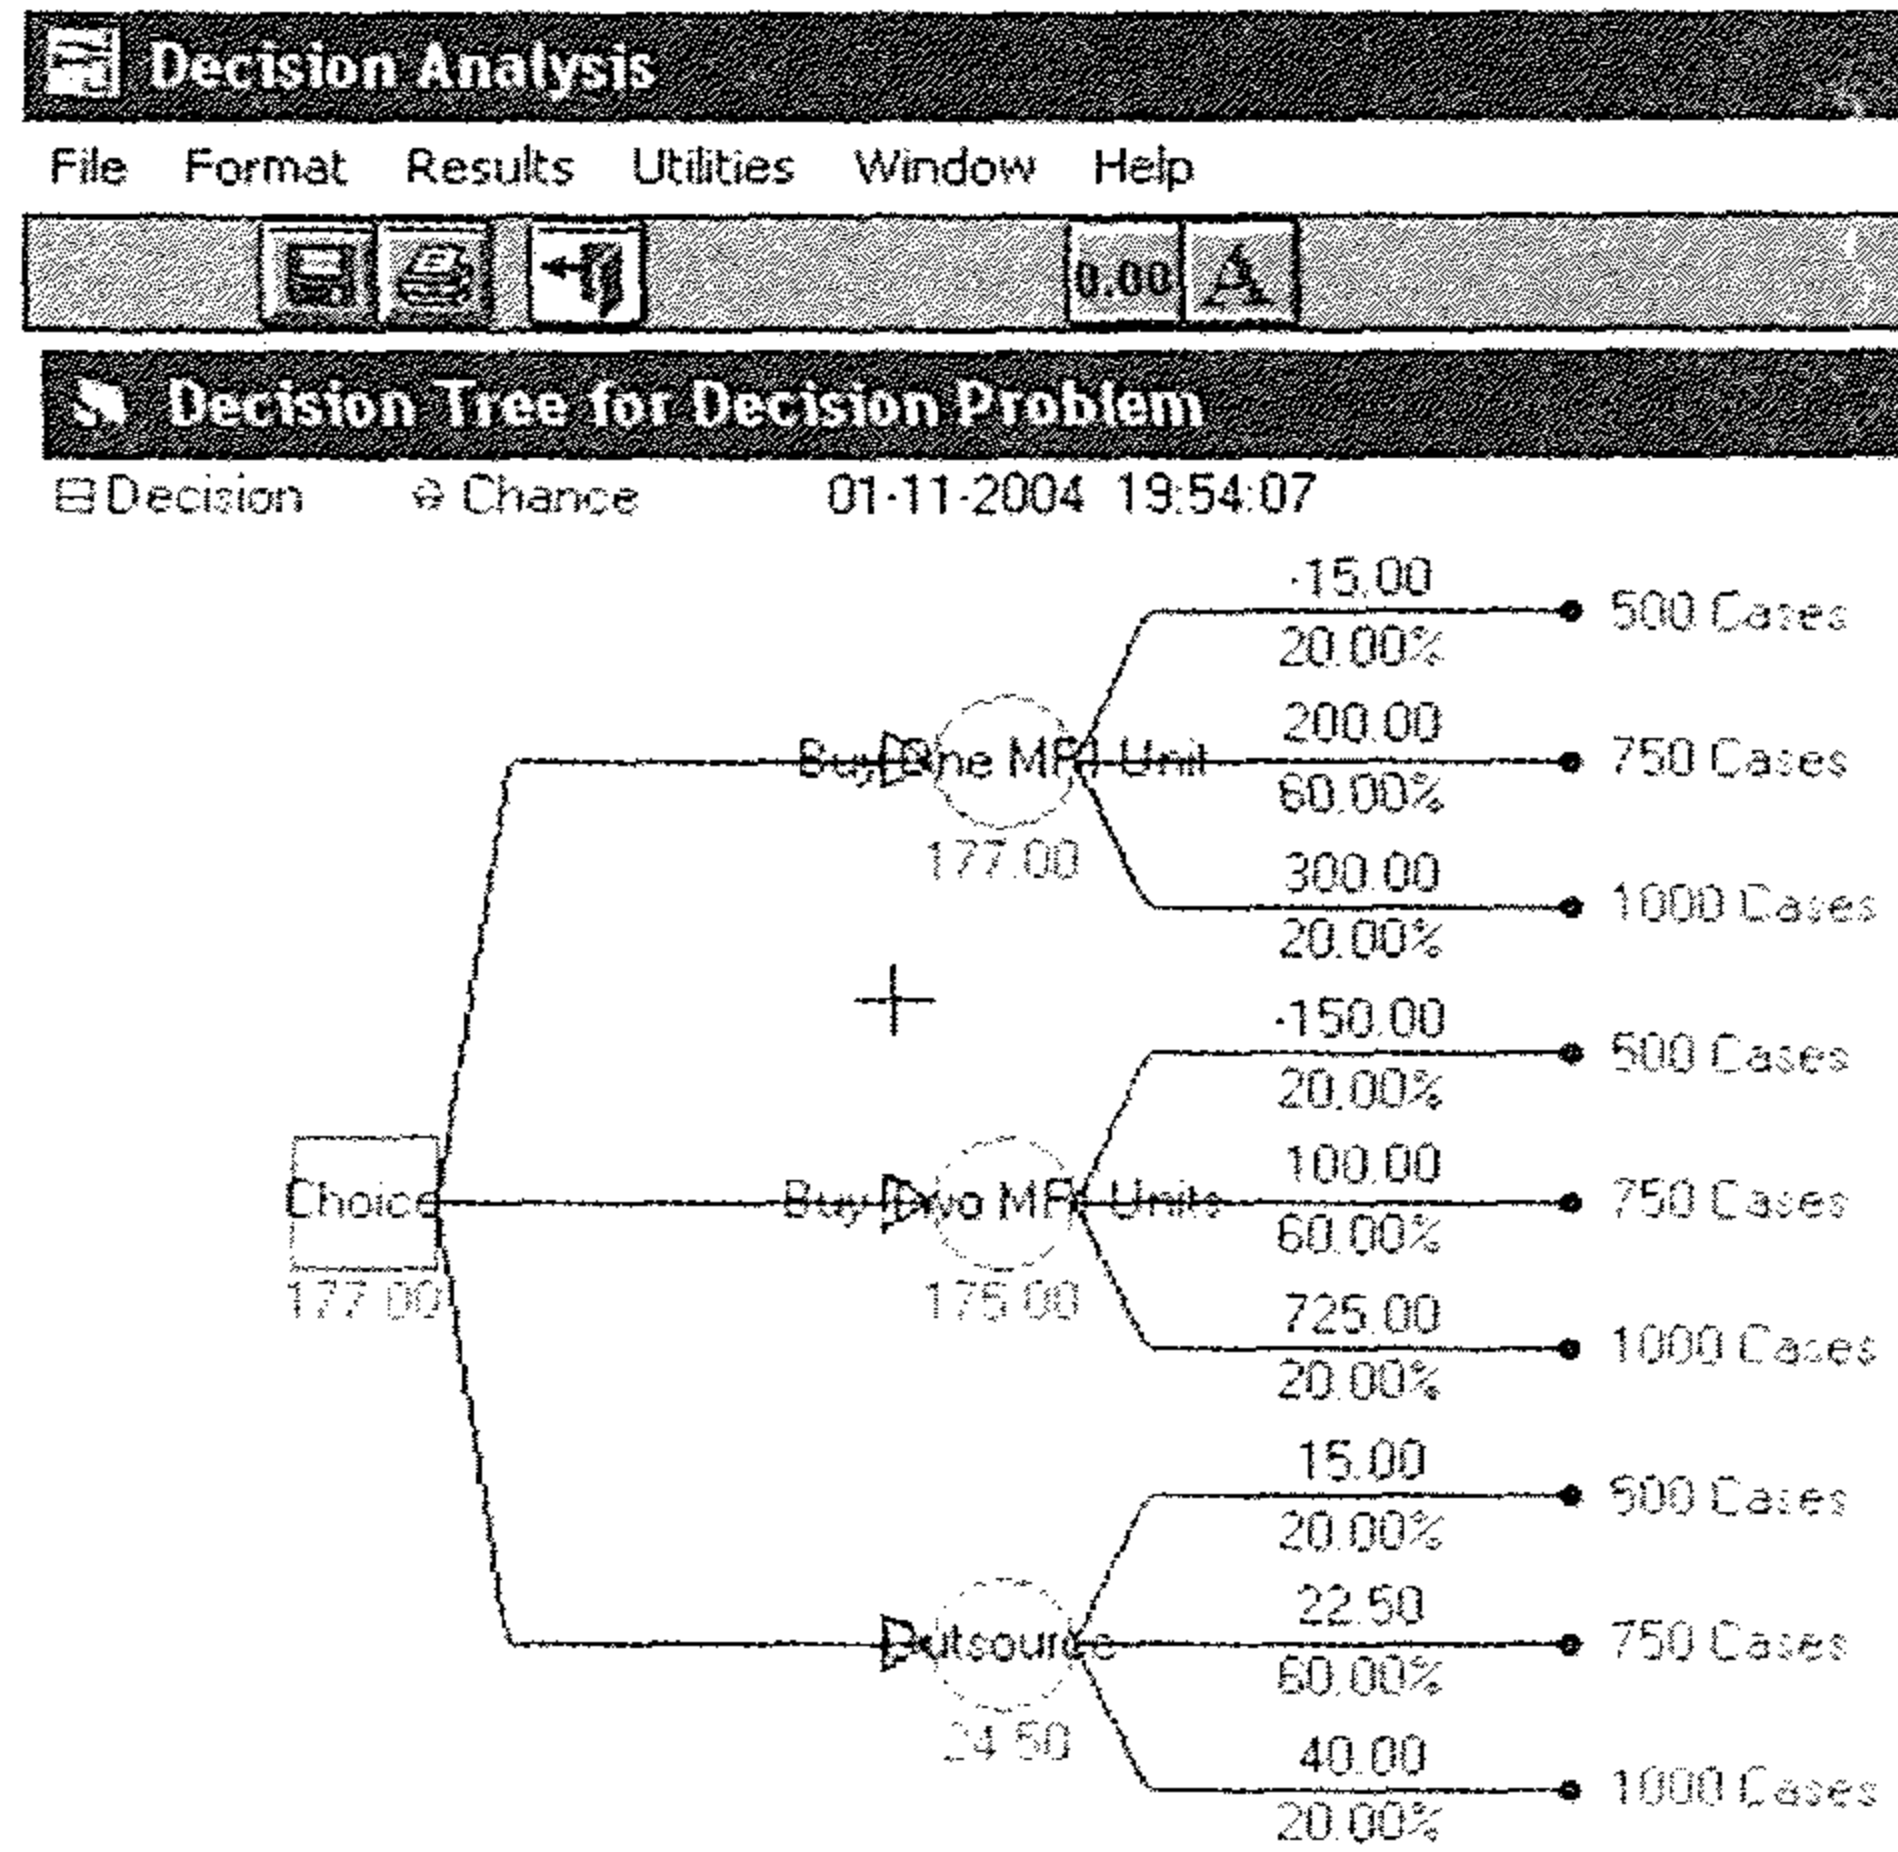 Decision Analysis
File Format Results Utilities Window Help
0.00 A
Decision Tree for Decision Problem
Decision Chance 01-11-2004 19:54:07
-15.00
500 Cases
20.00%
200.00
Buy One MRI Unit
750 Cases
60.00%
177.00
300.00
1000 Cases
20.00%
-150.00
500 Cases
20.00%
100.00
Choice
Buy Two MRI Units
750 Cases
60.00%
177.00
175.00
725.00
1000 Cases
20.00%
15.00
500 Cases
20.00%
22.50
Outsource
750 Cases
60.00%
24.50
40.00
1000 Cases
20.00%